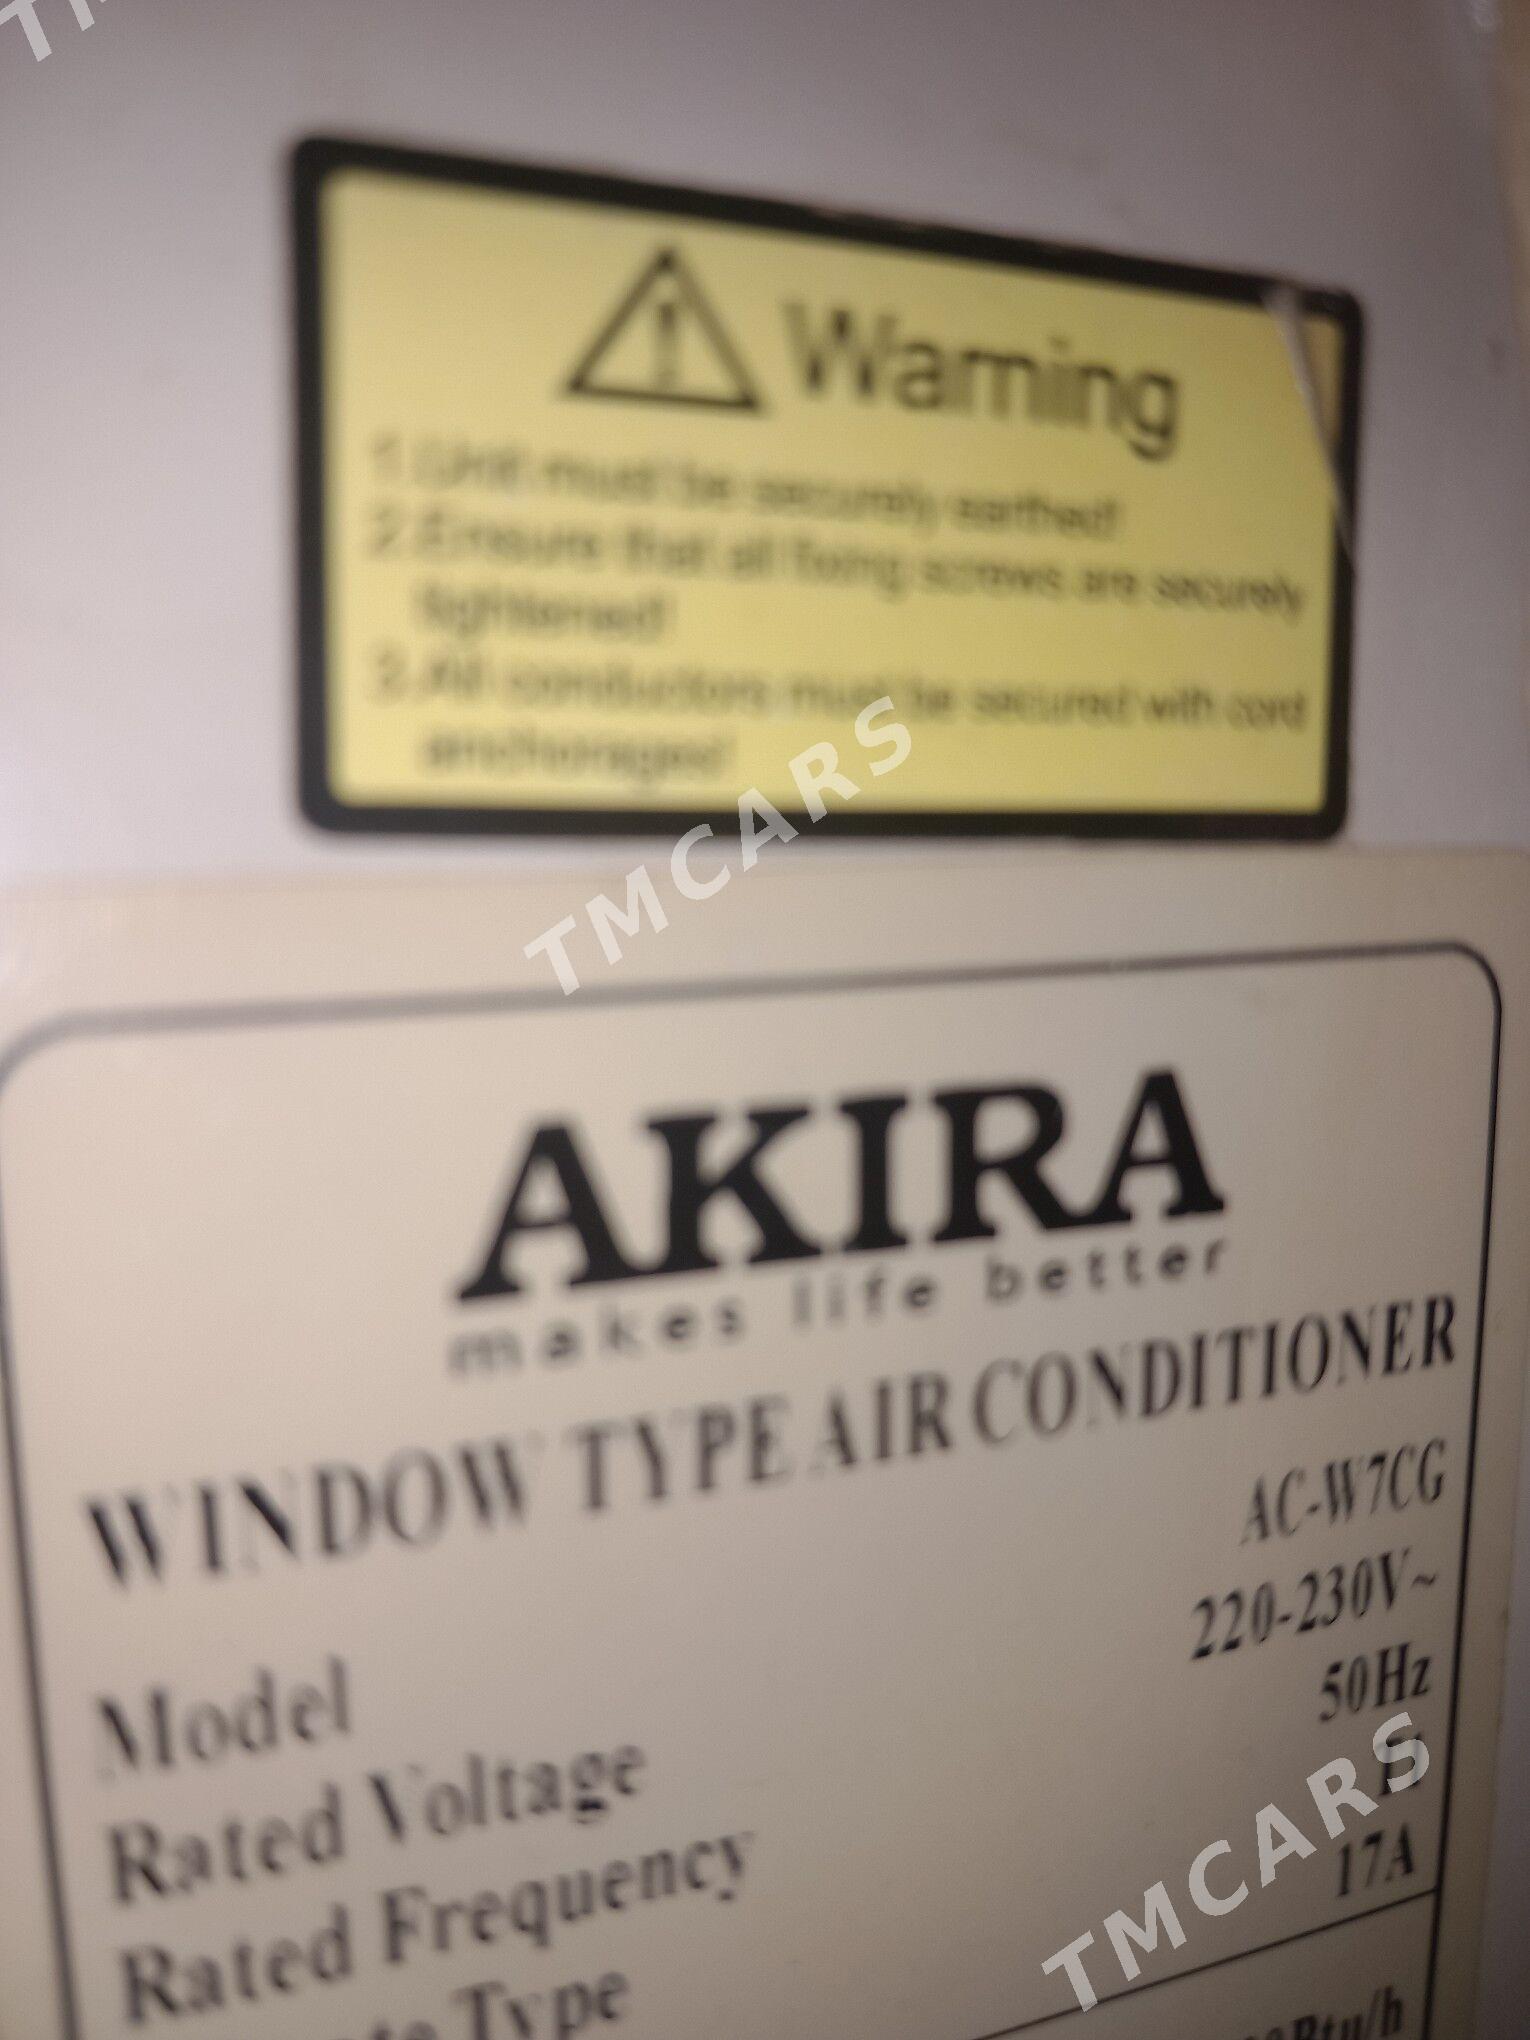 Warning
1.Unit must be securely earthed!
2.Ensure that all fixing screws are securely
tightened!
3.All conductors must be secured with cord
anchorages!
TMCARS
AKIRA
makes life better
WINDOW TYPE AIR CONDITIONER
Model AC-W7CG
Rated Voltage 220-230V~
Rated Frequency 50Hz
Type
17A
TMCARS
Btu/h